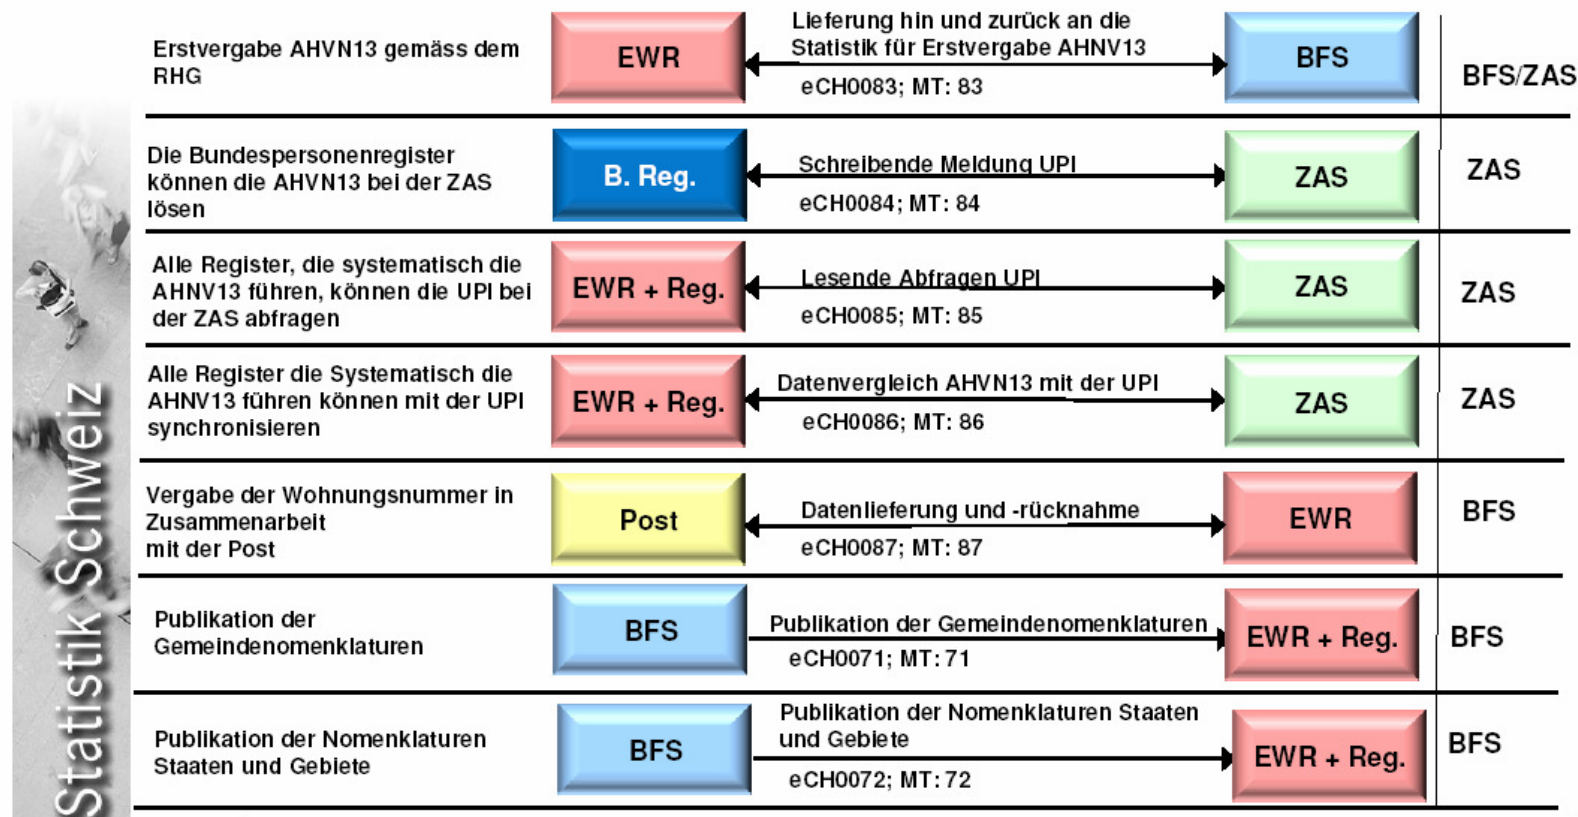 Erstvergabe AHVN13 gemäss dem
RHG
EWR
Lieferung hin und zurück an die
Statistik für Erstvergabe AHNV13
eCH0083; MT: 83
BFS
BFS/ZAS
Die Bundespersonenregister
können die AHVN13 bei der ZAS
lösen
B. Reg.
Schreibende Meldung UPI
eCH0084; MT: 84
ZAS
ZAS
Alle Register, die systematisch die
AHNV13 führen, können die UPI bei
der ZAS abfragen
EWR + Reg.
Lesende Abfragen UPI
eCH0085; MT: 85
ZAS
ZAS
Alle Register die Systematisch die
AHNV13 führen können mit der UPI
synchronisieren
EWR + Reg.
Datenvergleich AHVN13 mit der UPI
eCH0086; MT: 86
ZAS
ZAS
Vergabe der Wohnungsnummer in
Zusammenarbeit
mit der Post
Post
Datenlieferung und -rücknahme
eCH0087; MT: 87
EWR
BFS
Publikation der
Gemeindenomenklaturen
BFS
Publikation der Gemeindenomenklaturen
eCH0071; MT: 71
EWR + Reg.
BFS
Publikation der Nomenklaturen
Staaten und Gebiete
BFS
Publikation der Nomenklaturen Staaten
und Gebiete
eCH0072; MT: 72
EWR + Reg.
BFS
Statistik Schweiz